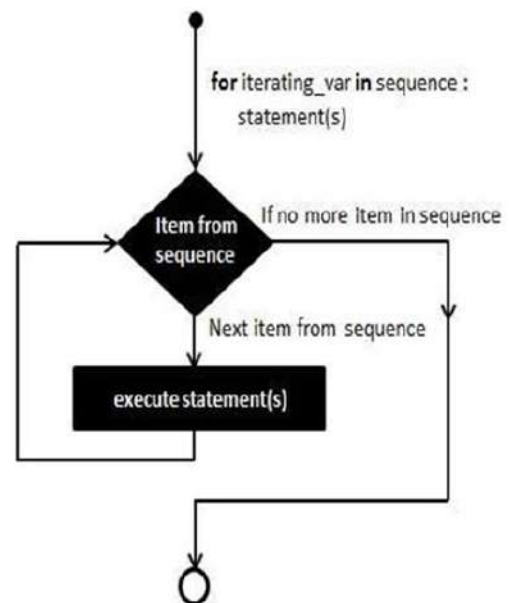 for iterating_var in sequence :
statement(s)
If no more item in sequence
Item from
sequence
Next item from sequence
execute statement(s)